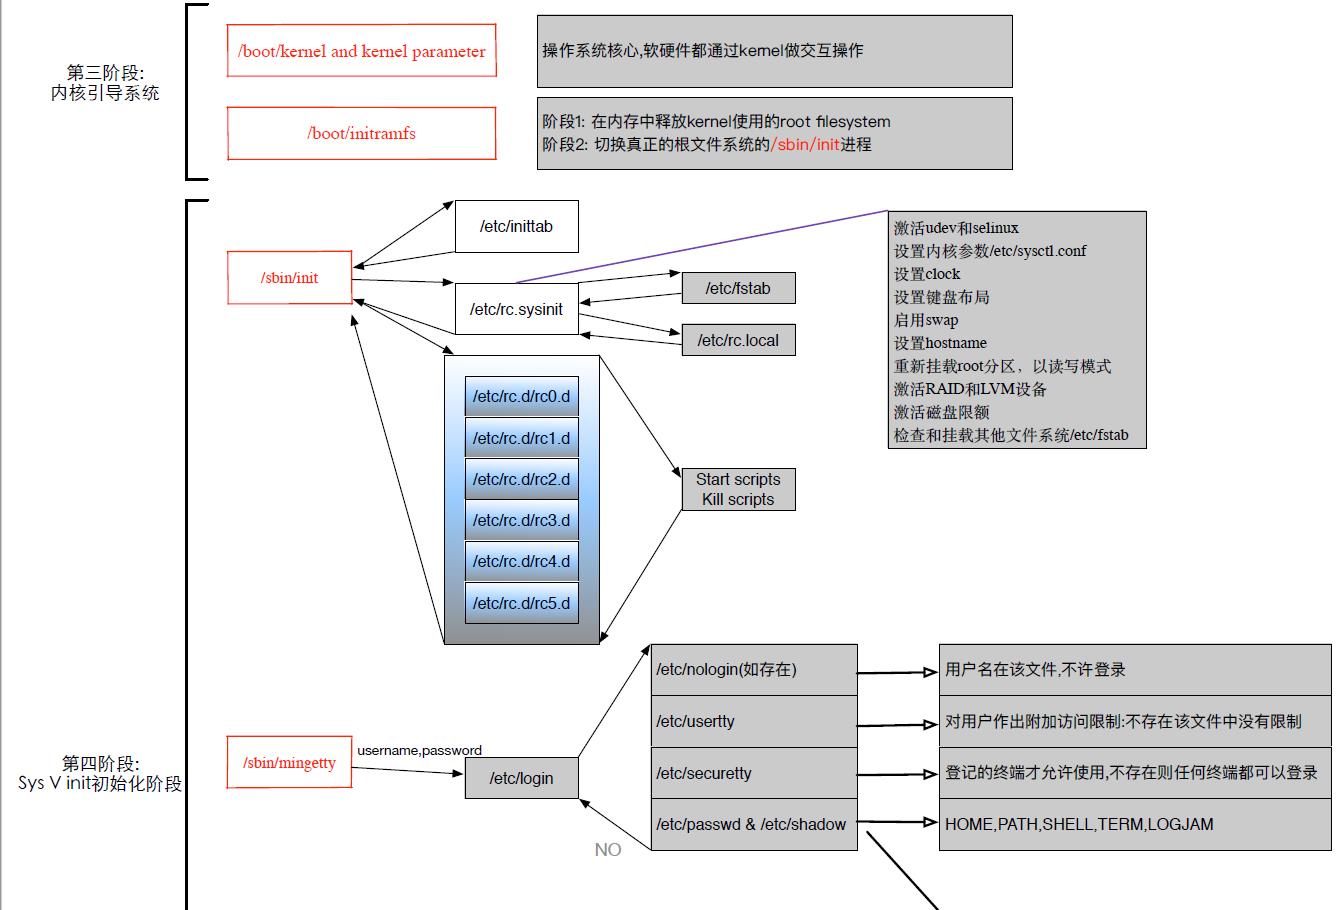 第三阶段:
内核引导系统
/boot/kernel and kernel parameter
操作系统核心,软硬件都通过kernel做交互操作
/boot/initramfs
阶段1: 在内存中释放kernel使用的root filesystem
阶段2: 切换真正的根文件系统的/sbin/init进程
/sbin/init
/etc/inittab
/etc/rc.sysinit
/etc/fstab
/etc/rc.local
激活udev和selinux
设置内核参数/etc/sysctl.conf
设置clock
设置键盘布局
启用swap
设置hostname
重新挂载root分区，以读写模式
激活RAID和LVM设备
激活磁盘限额
检查和挂载其他文件系统/etc/fstab
/etc/rc.d/rc0.d
/etc/rc.d/rc1.d
/etc/rc.d/rc2.d
/etc/rc.d/rc3.d
/etc/rc.d/rc4.d
/etc/rc.d/rc5.d
Start scripts
Kill scripts
第四阶段:
Sys V init初始化阶段
/sbin/mingetty
username,password
/etc/login
NO
/etc/nologin(如存在)
用户名在该文件,不许登录
/etc/usertty
对用户作出附加访问限制:不存在该文件中没有限制
/etc/securetty
登记的终端才允许使用,不存在则任何终端都可以登录
/etc/passwd & /etc/shadow
HOME,PATH,SHELL,TERM,LOGJAM